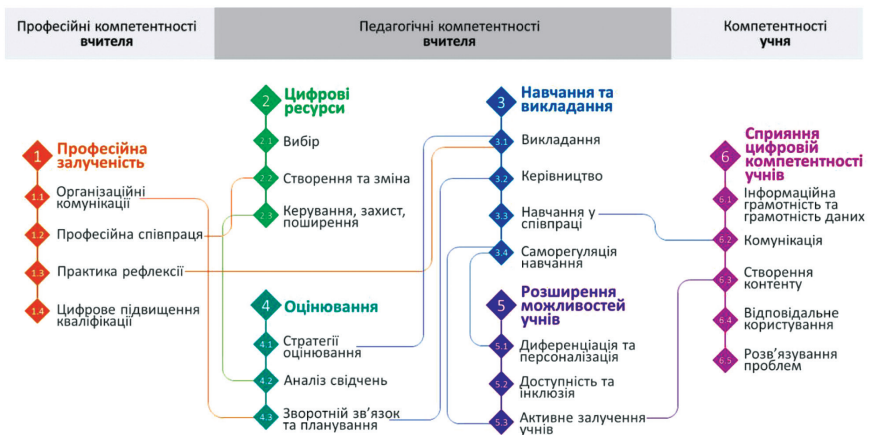 Професійні компетентності
вчителя
Педагогічні компетентності
вчителя
Компетентності
учня
1
Професійна
залученість
1.1
Організаційні
комунікації
1.2
Професійна співпраця
1.3
Практика рефлексії
1.4
Цифрове підвищення
кваліфікації
2
Цифрові
ресурси
2.1
Вибір
2.2
Створення та зміна
2.3
Керування, захист,
поширення
4
Оцінювання
4.1
Стратегії
оцінювання
4.2
Аналіз свідчень
4.3
Зворотній зв’язок
та планування
3
Навчання та
викладання
3.1
Викладання
3.2
Керівництво
3.3
Навчання у
співпраці
3.4
Саморегуляція
навчання
5
Розширення
можливостей
учнів
5.1
Диференціація та
персоналізація
5.2
Доступність та
інклюзія
5.3
Активне залучення
учнів
6
Сприяння
цифровій
компетентності
учнів
6.1
Інформаційна
грамотність та
грамотність даних
6.2
Комунікація
6.3
Створення
контенту
6.4
Відповідальне
користування
6.5
Розв’язування
проблем